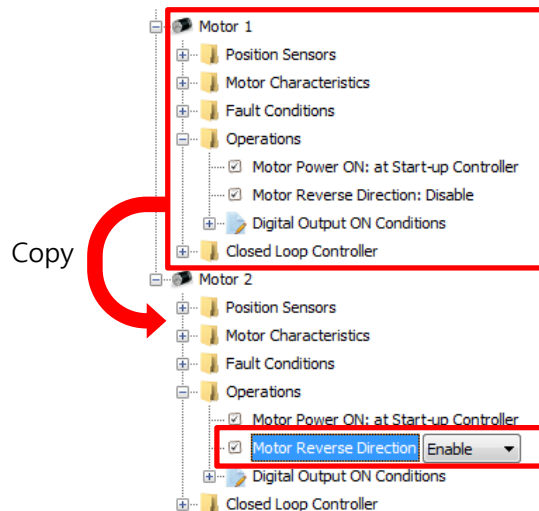 Motor 1
Position Sensors
Motor Characteristics
Fault Conditions
Operations
Motor Power ON: at Start-up Controller
Motor Reverse Direction: Disable
Digital Output ON Conditions
Closed Loop Controller
Copy
Motor 2
Position Sensors
Motor Characteristics
Fault Conditions
Operations
Motor Power ON: at Start-up Controller
Motor Reverse Direction Enable
Digital Output ON Conditions
Closed Loop Controller